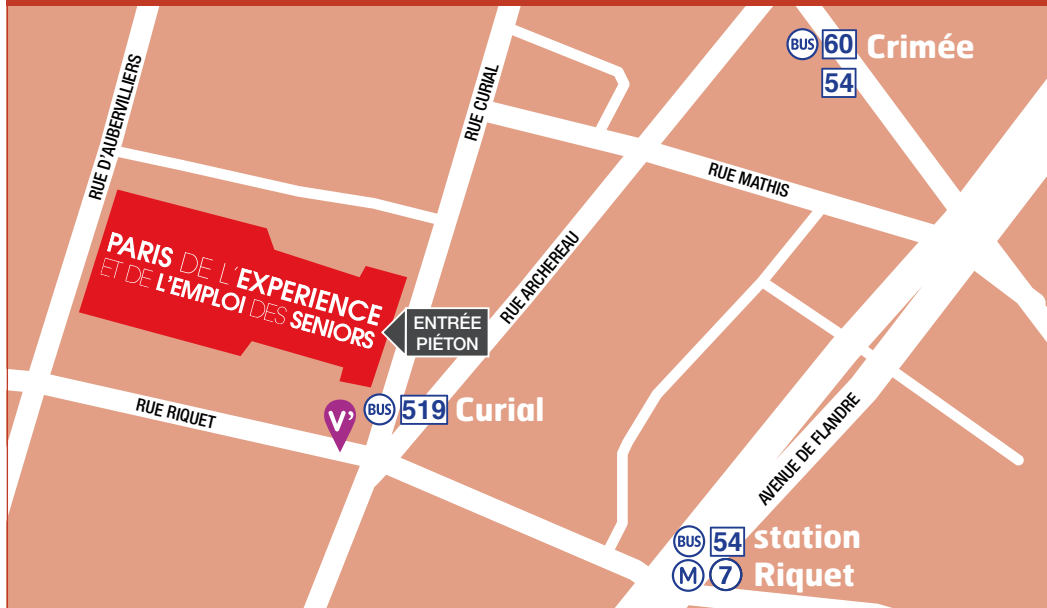 BUS 60 Crimée
54
RUE D'AUBERVILLIERS
RUE CURIAL
RUE MATHIS
PARIS DE L'EXPERIENCE
ET DE L'EMPLOI DES SENIORS
RUE ARCHEREAU
ENTRÉE
PIÉTON
RUE RIQUET
V'
BUS 519 Curial
AVENUE DE FLANDRE
BUS 54 station
M 7 Riquet